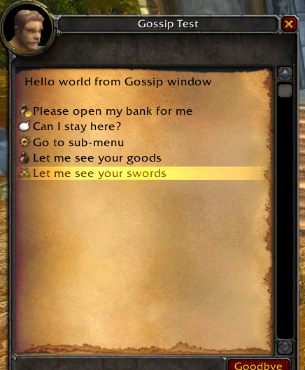 Gossip Test
Hello world from Gossip window
Please open my bank for me
Can I stay here?
Go to sub-menu
Let me see your goods
Let me see your swords
Goodbye